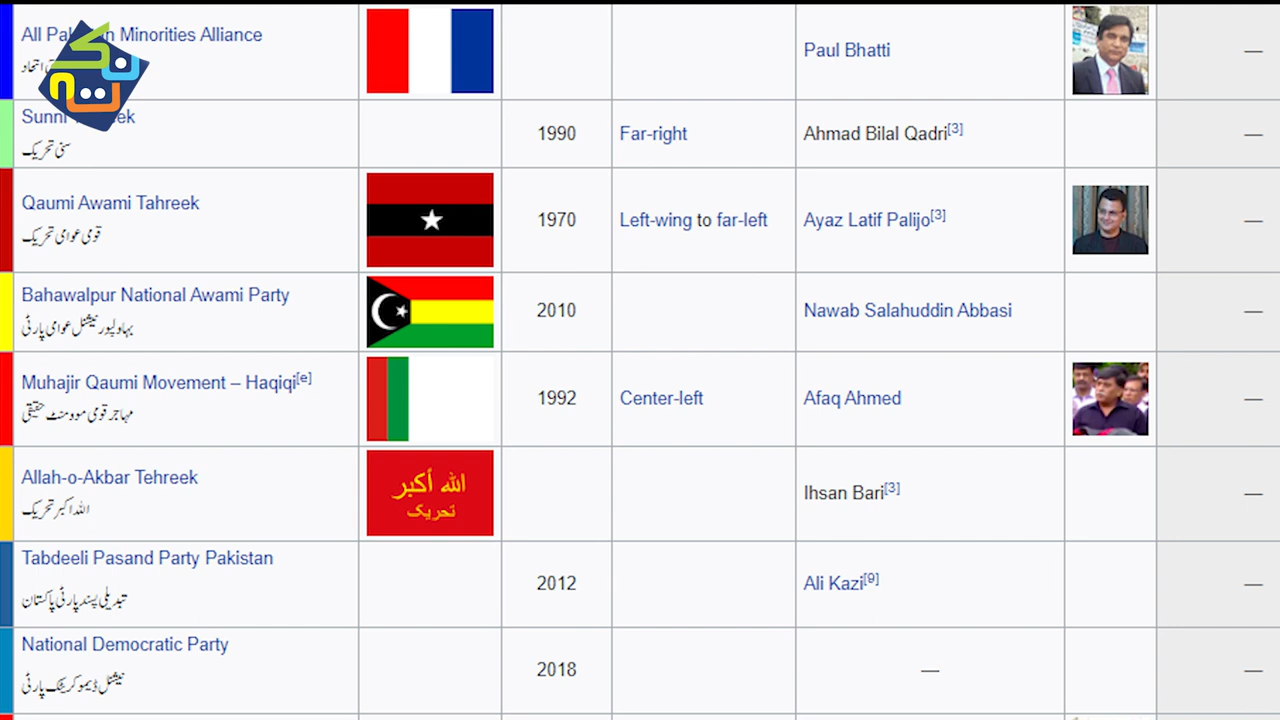 All Minorities Alliance
اتحاد
Paul Bhatti
—
Sunni
سنی تحریک
1990
Far-right
Ahmad Bilal Qadri[3]
—
Qaumi Awami Tahreek
قومی عوامی تحریک
1970
Left-wing to far-left
Ayaz Latif Palijo[3]
—
Bahawalpur National Awami Party
بہاولپور نیشنل عوامی پارٹی
2010
Nawab Salahuddin Abbasi
—
Muhajir Qaumi Movement – Haqiqi[e]
مہاجر قومی موومنٹ حقیقی
1992
Center-left
Afaq Ahmed
—
Allah-o-Akbar Tehreek
اللہ اکبر تحریک
الله أكبر
تحریک
Ihsan Bari[3]
—
Tabdeeli Pasand Party Pakistan
تبدیلی پسند پارٹی پاکستان
2012
Ali Kazi[9]
—
National Democratic Party
نیشنل ڈیموکریٹک پارٹی
2018
—
—